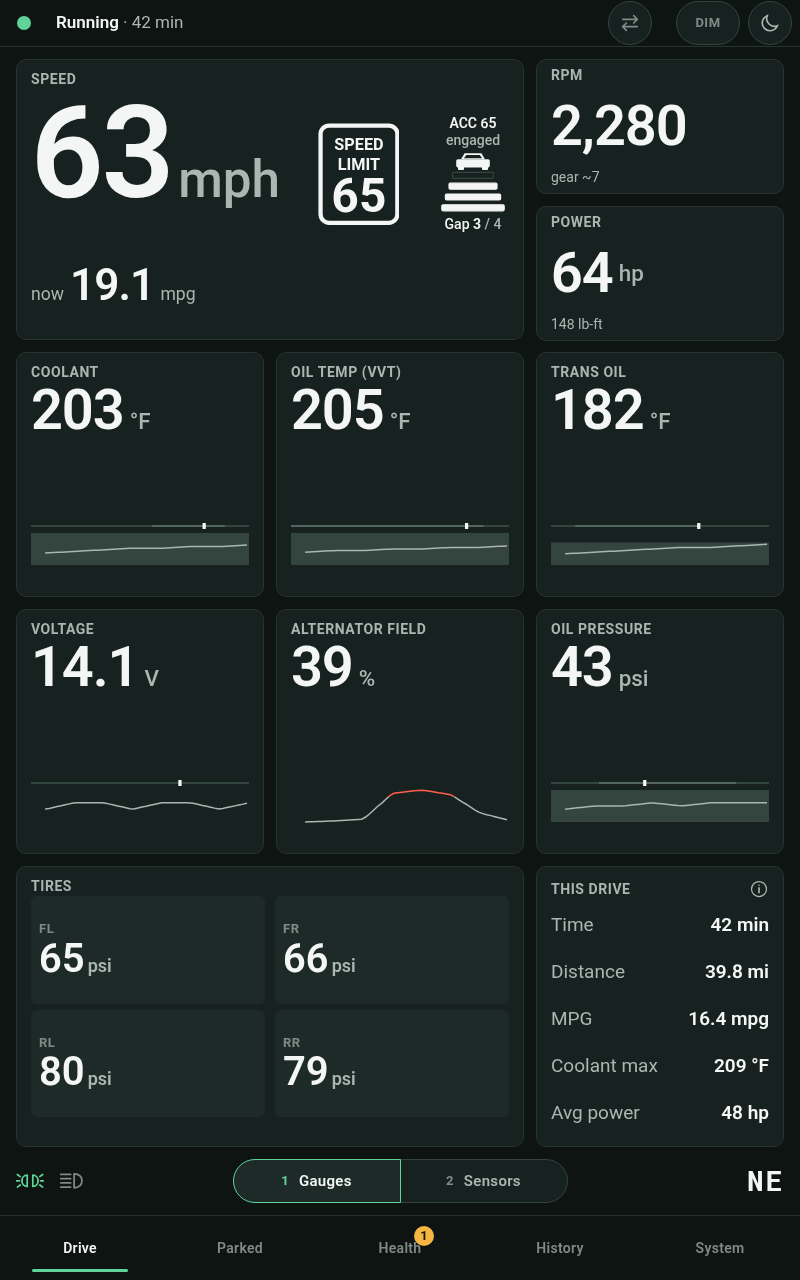 Running · 42 min
DIM
SPEED
63 mph
SPEED
LIMIT
65
ACC 65
engaged
Gap 3 / 4
now 19.1 mpg
RPM
2,280
gear ~7
POWER
64 hp
148 lb-ft
COOLANT
203 °F
OIL TEMP (VVT)
205 °F
TRANS OIL
182 °F
VOLTAGE
14.1 V
ALTERNATOR FIELD
39 %
OIL PRESSURE
43 psi
TIRES
FL
65 psi
FR
66 psi
RL
80 psi
RR
79 psi
THIS DRIVE
Time 42 min
Distance 39.8 mi
MPG 16.4 mpg
Coolant max 209 °F
Avg power 48 hp
1 Gauges
2 Sensors
NE
Drive
Parked
Health 1
History
System